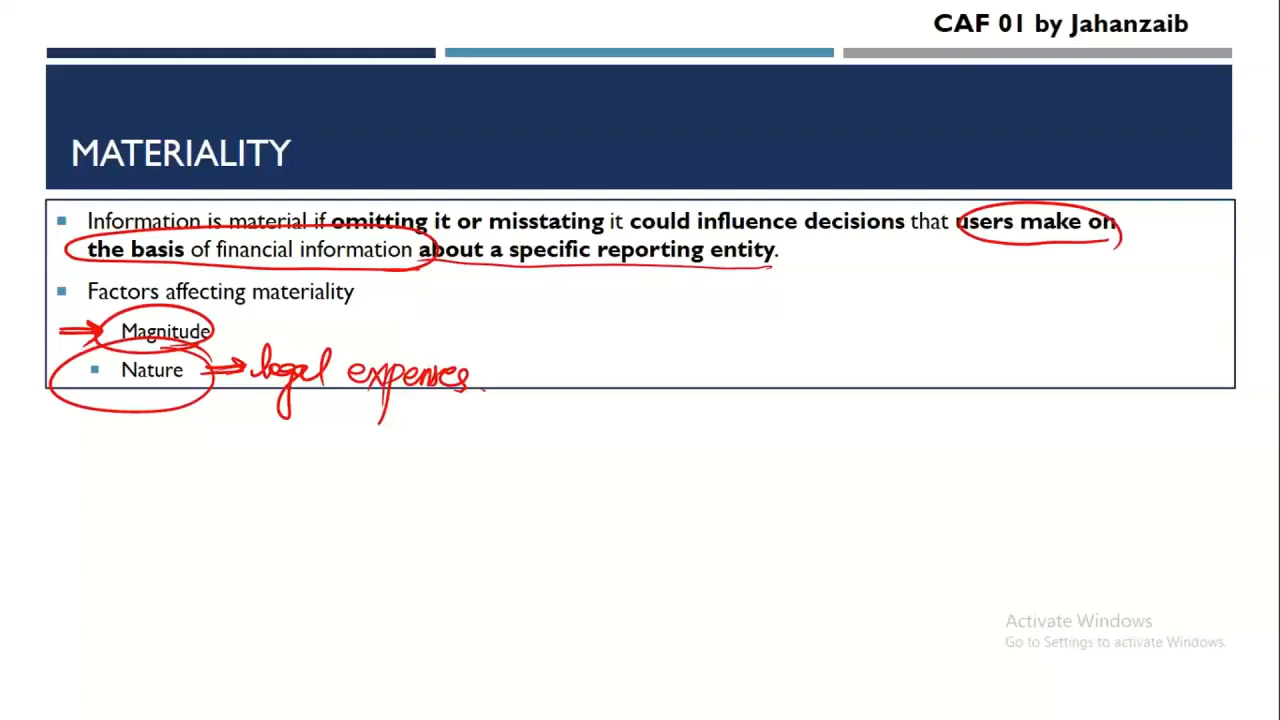 CAF 01 by Jahanzaib
MATERIALITY
Information is material if omitting it or misstating it could influence decisions that users make on
the basis of financial information about a specific reporting entity.
Factors affecting materiality
Magnitude
Nature legal expenses
Activate Windows
Go to Settings to activate Windows.